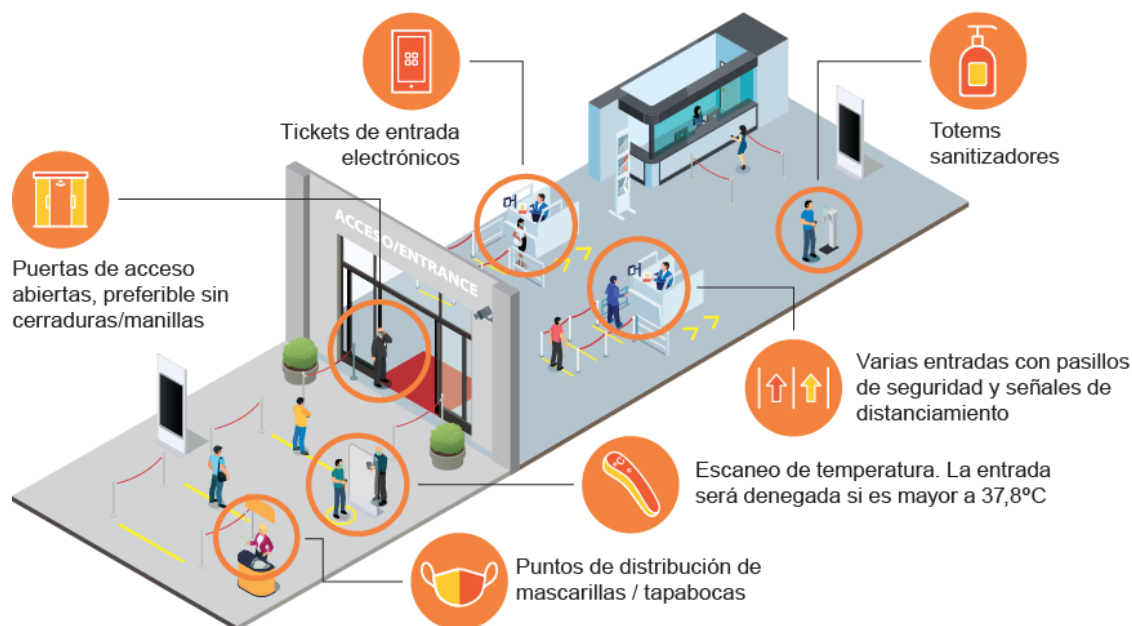 Tickets de entrada
electrónicos
Totems
sanitizadores
Puertas de acceso
abiertas, preferible sin
cerraduras/manillas
ACCESO/ENTRANCE
Varias entradas con pasillos
de seguridad y señales de
distanciamiento
Escaneo de temperatura. La entrada
será denegada si es mayor a 37,8ºC
Puntos de distribución de
mascarillas / tapabocas